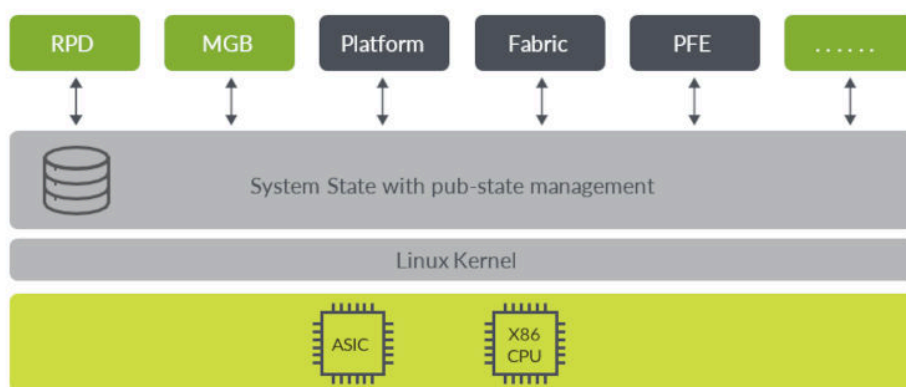 RPD
MGB
Platform
Fabric
PFE
......
System State with pub-state management
Linux Kernel
ASIC
X86
CPU